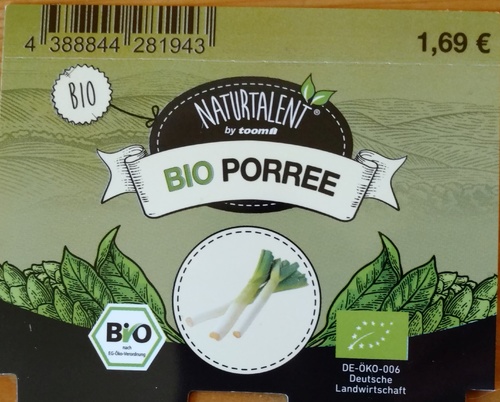 4 388844 281943
1,69 €
BIO
NATURTALENT®
by toom
BIO PORREE
Bio
nach
EG-Öko-Verordnung
DE-ÖKO-006
Deutsche
Landwirtschaft